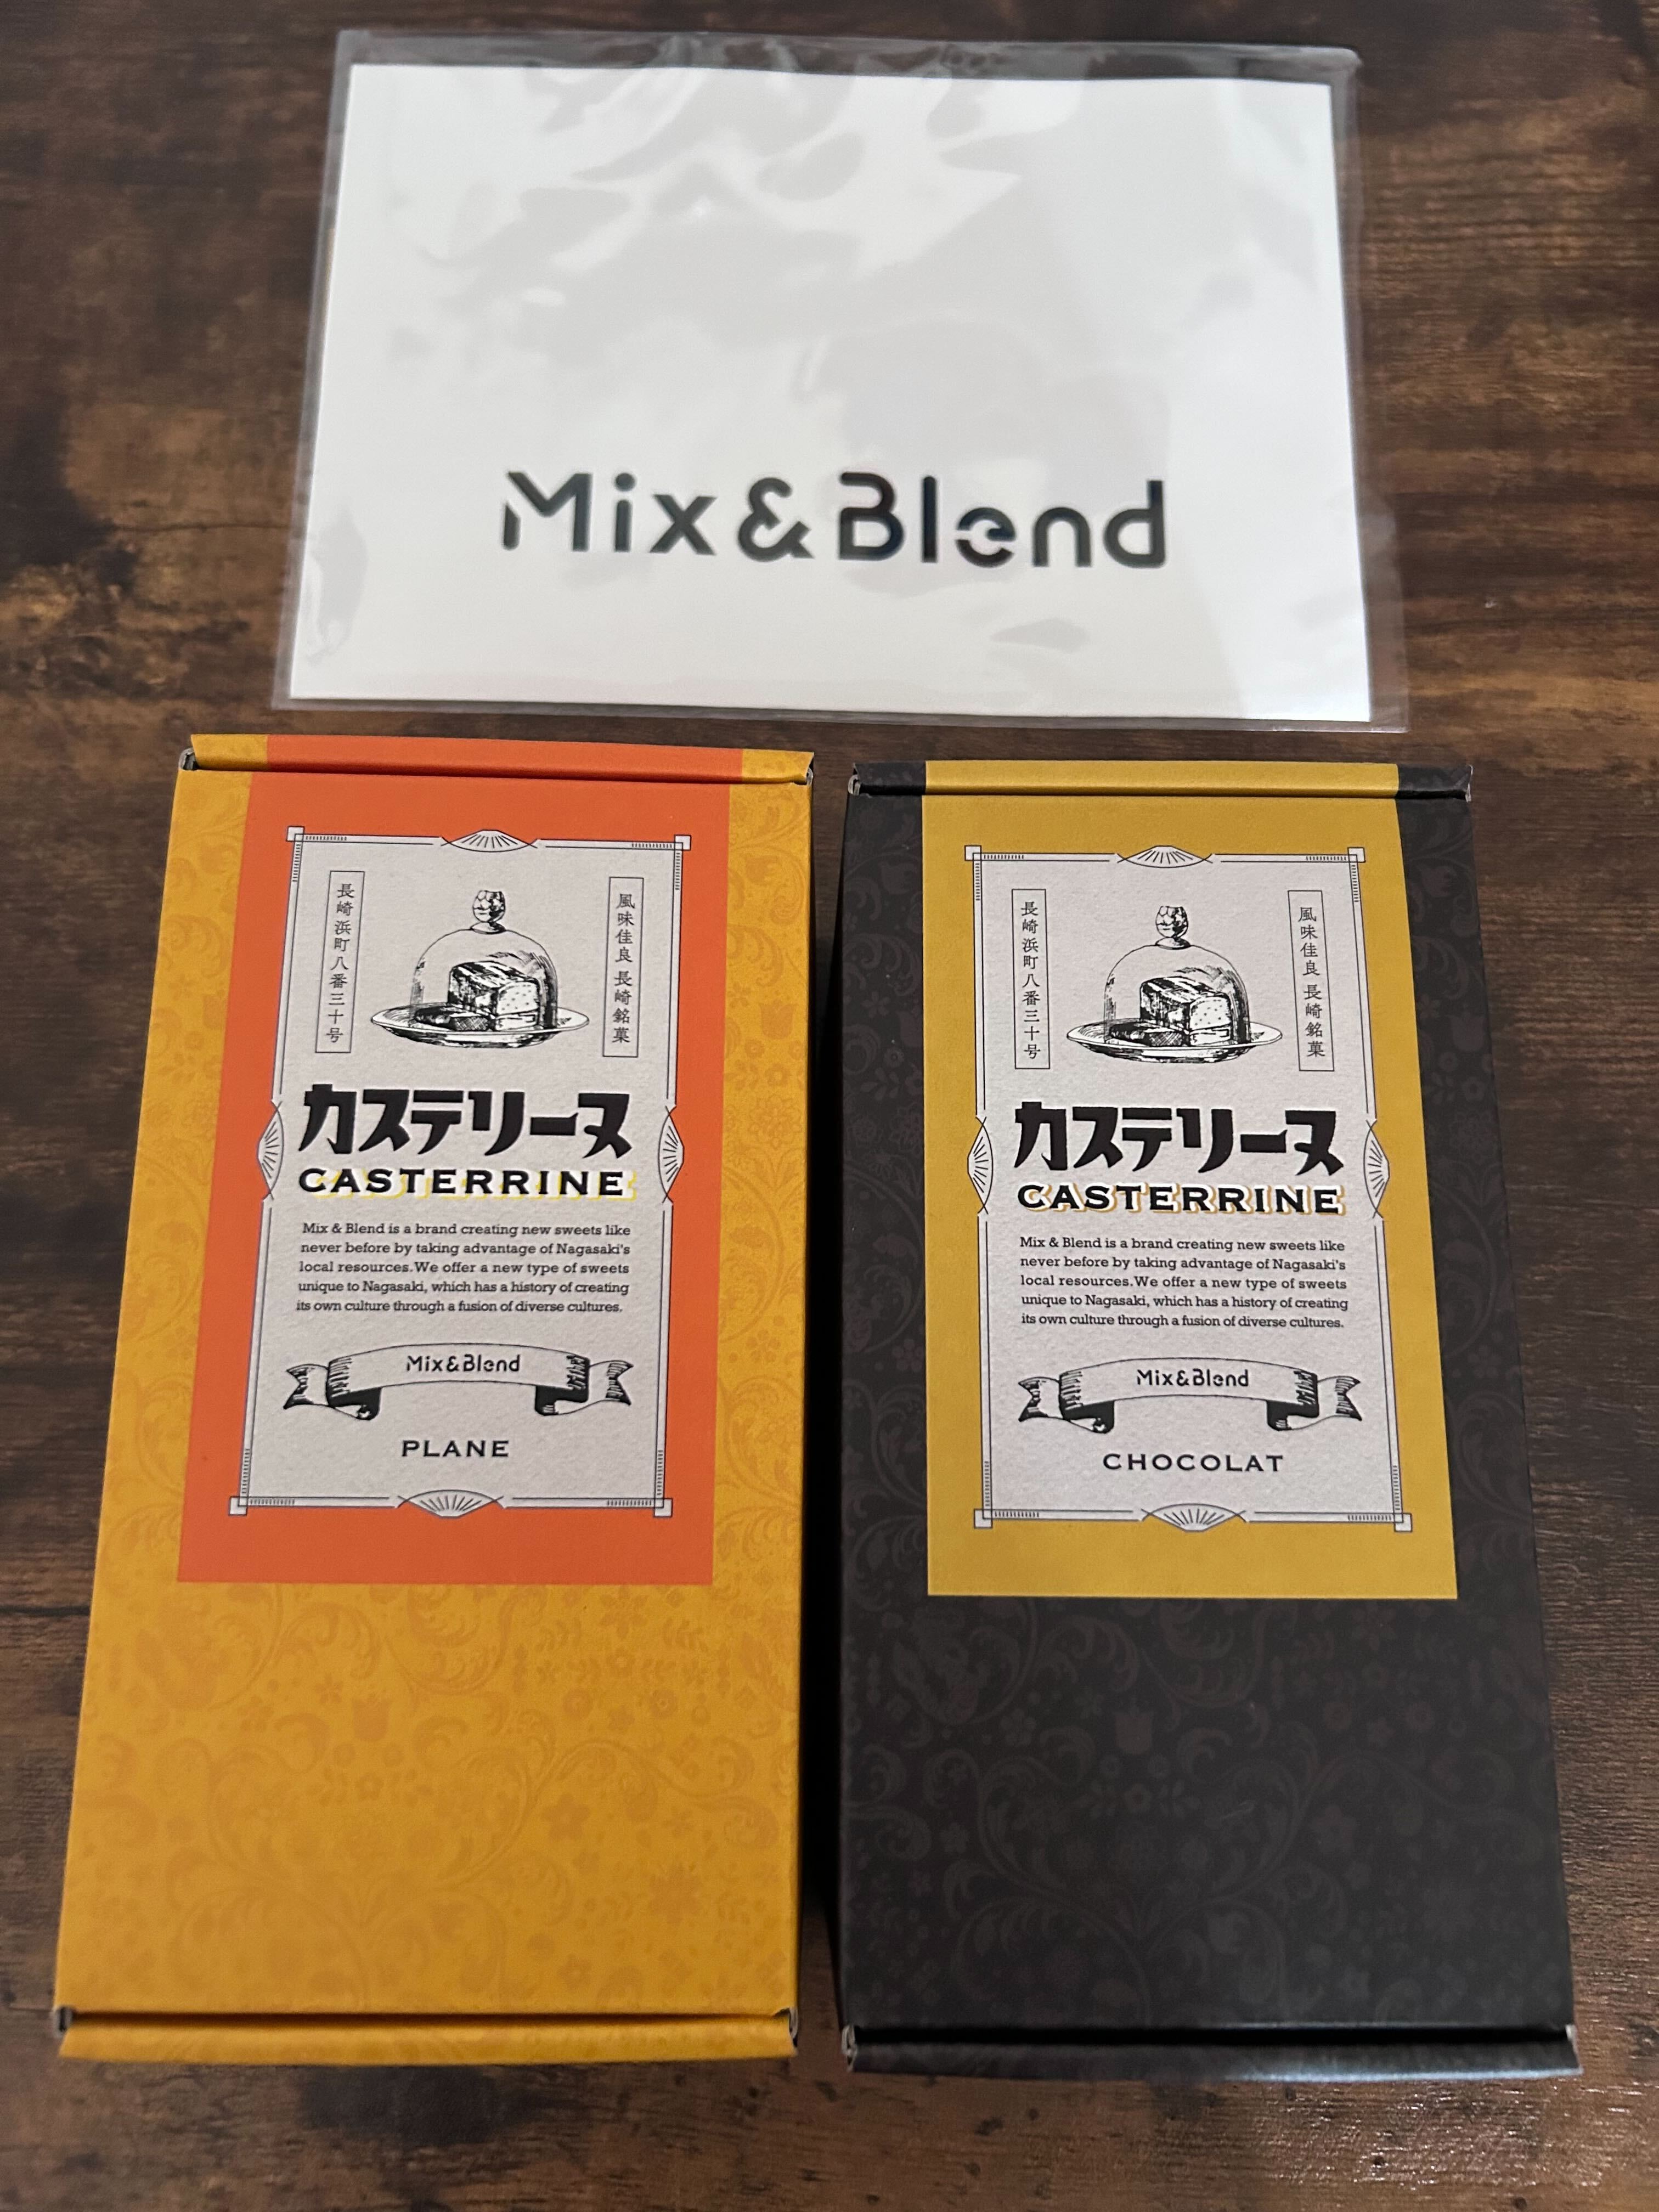 Mix&Blend
風味佳良 長崎銘菓
長崎浜町八番三十号
カステリーヌ
CASTERRINE
Mix & Blend is a brand creating new sweets like
never before by taking advantage of Nagasaki's
local resources.We offer a new type of sweets
unique to Nagasaki, which has a history of creating
its own culture through a fusion of diverse cultures.
Mix&Blend
PLANE
風味佳良 長崎銘菓
長崎浜町八番三十号
カステリーヌ
CASTERRINE
Mix & Blend is a brand creating new sweets like
never before by taking advantage of Nagasaki's
local resources.We offer a new type of sweets
unique to Nagasaki, which has a history of creating
its own culture through a fusion of diverse cultures.
Mix&Blend
CHOCOLAT